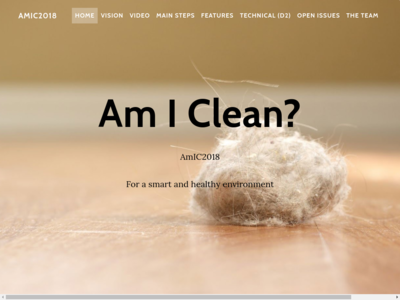 AMIC2018 HOME VISION VIDEO MAIN STEPS FEATURES TECHNICAL (D2) OPEN ISSUES THE TEAM
Am I Clean?
AmIC2018
For a smart and healthy environment